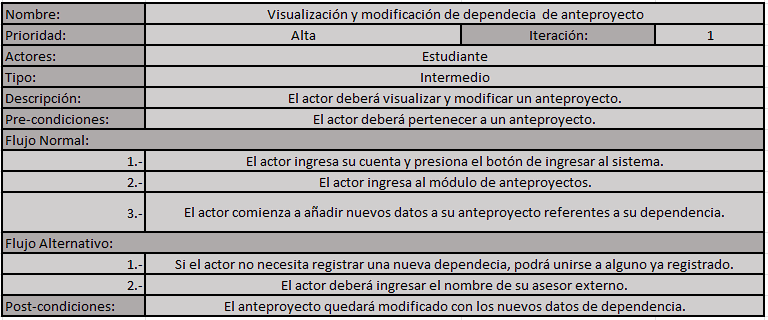 Nombre: Visualización y modificación de dependecia de anteproyecto
Prioridad: Alta Iteración: 1
Actores: Estudiante
Tipo: Intermedio
Descripción: El actor deberá visualizar y modificar un anteproyecto.
Pre-condiciones: El actor deberá pertenecer a un anteproyecto.
Flujo Normal:
1.- El actor ingresa su cuenta y presiona el botón de ingresar al sistema.
2.- El actor ingresa al módulo de anteproyectos.
3.- El actor comienza a añadir nuevos datos a su anteproyecto referentes a su dependencia.
Flujo Alternativo:
1.- Si el actor no necesita registrar una nueva dependecia, podrá unirse a alguno ya registrado.
2.- El actor deberá ingresar el nombre de su asesor externo.
Post-condiciones: El anteproyecto quedará modificado con los nuevos datos de dependencia.